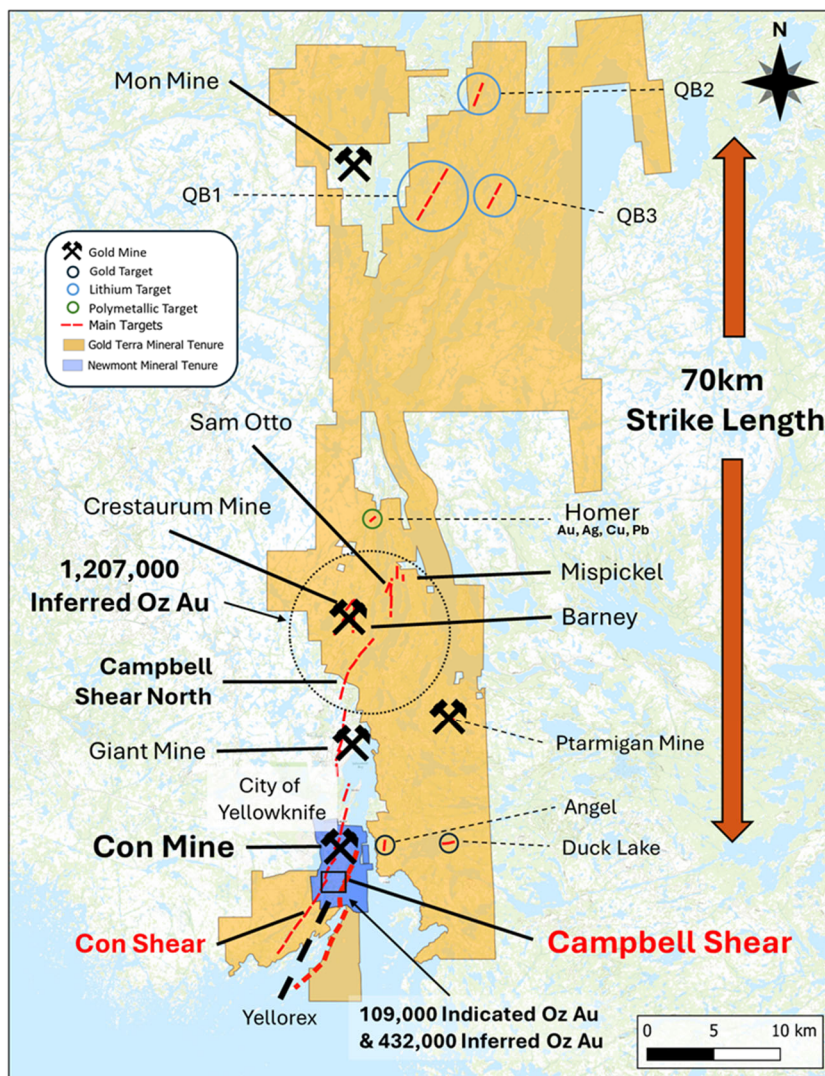 N
Mon Mine
QB2
QB1
QB3
Gold Mine
Gold Target
Lithium Target
Polymetallic Target
Main Targets
Gold Terra Mineral Tenure
Newmont Mineral Tenure
70km
Strike Length
Sam Otto
Crestaurum Mine
Homer
Au, Ag, Cu, Pb
1,207,000
Inferred Oz Au
Mispickel
Barney
Campbell
Shear North
Giant Mine
Ptarmigan Mine
City of
Yellowknife
Angel
Con Mine
Duck Lake
Con Shear
Campbell Shear
Yellorex
109,000 Indicated Oz Au
& 432,000 Inferred Oz Au
0 5 10 km